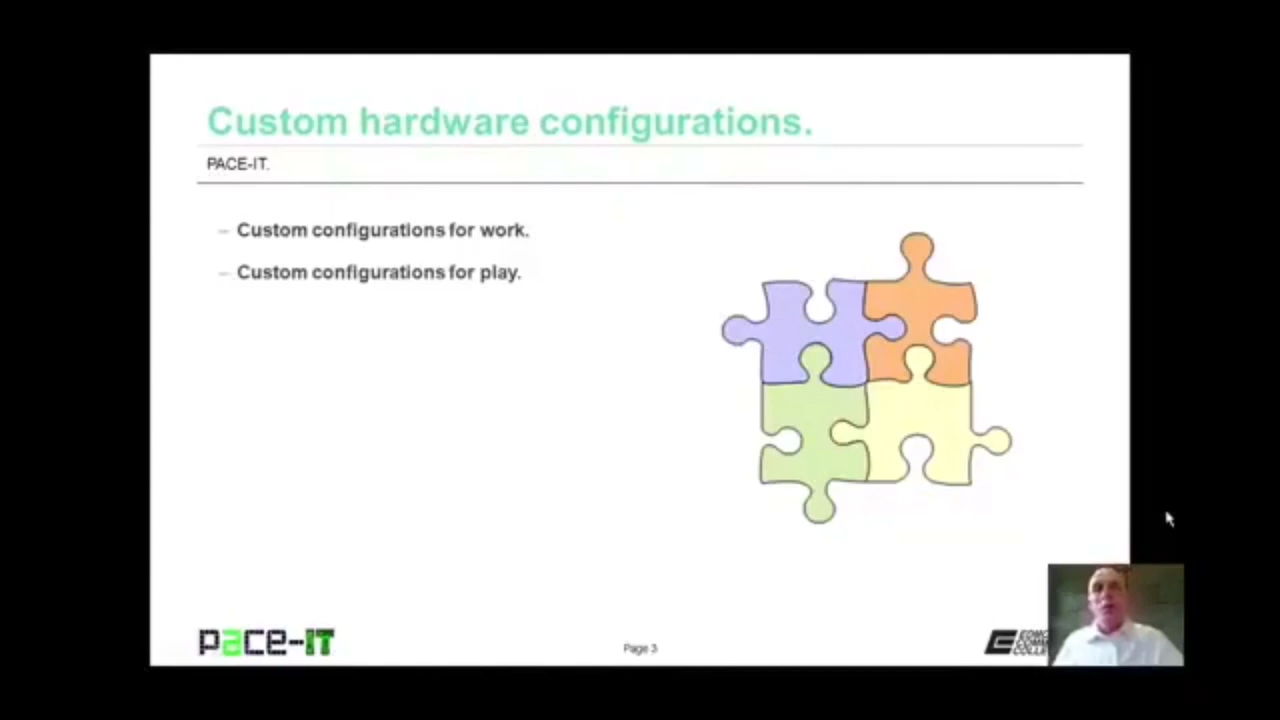 Custom hardware configurations.
PACE-IT.
– Custom configurations for work.
– Custom configurations for play.
pace-IT
Page 3